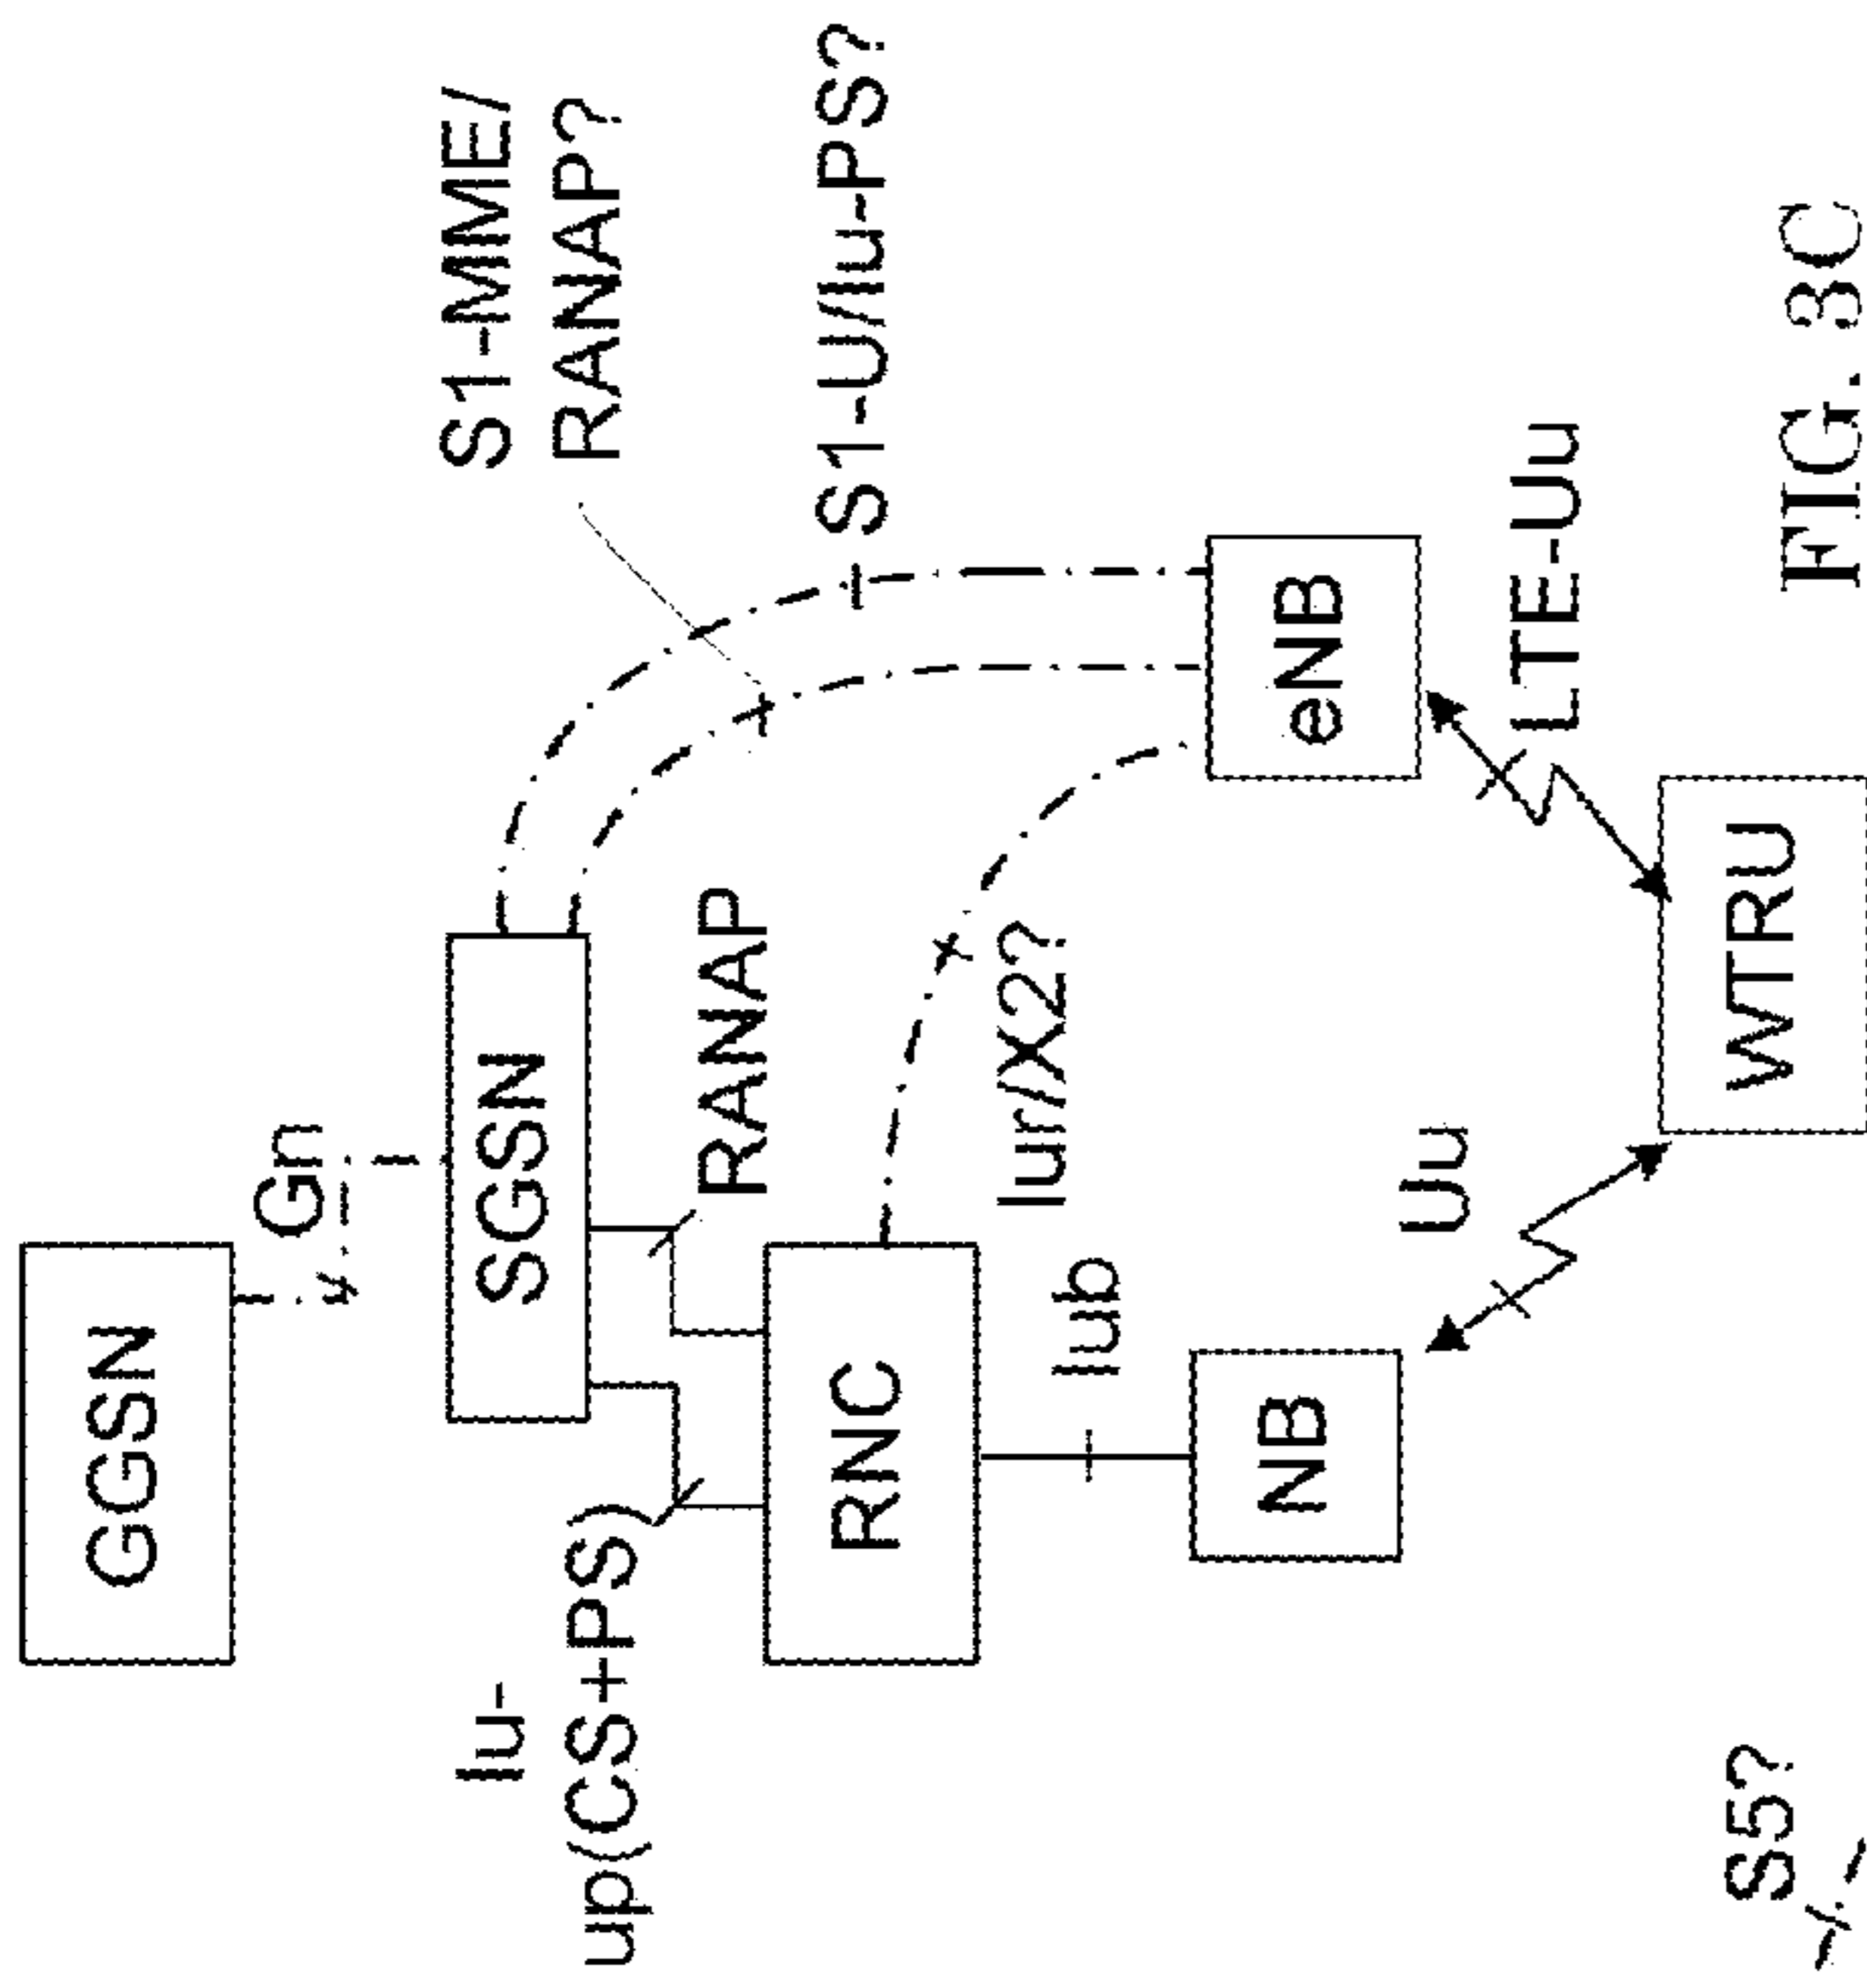 GGSN
Gn
S1-MME/
RANAP?
SGSN
Iu-
up(CS+PS)
RANAP
S1-U/Iu-PS?
RNC
Iur/X2?
Iub
NB
eNB
Uu
LTE-Uu
WTRU
S5?
FIG. 3C